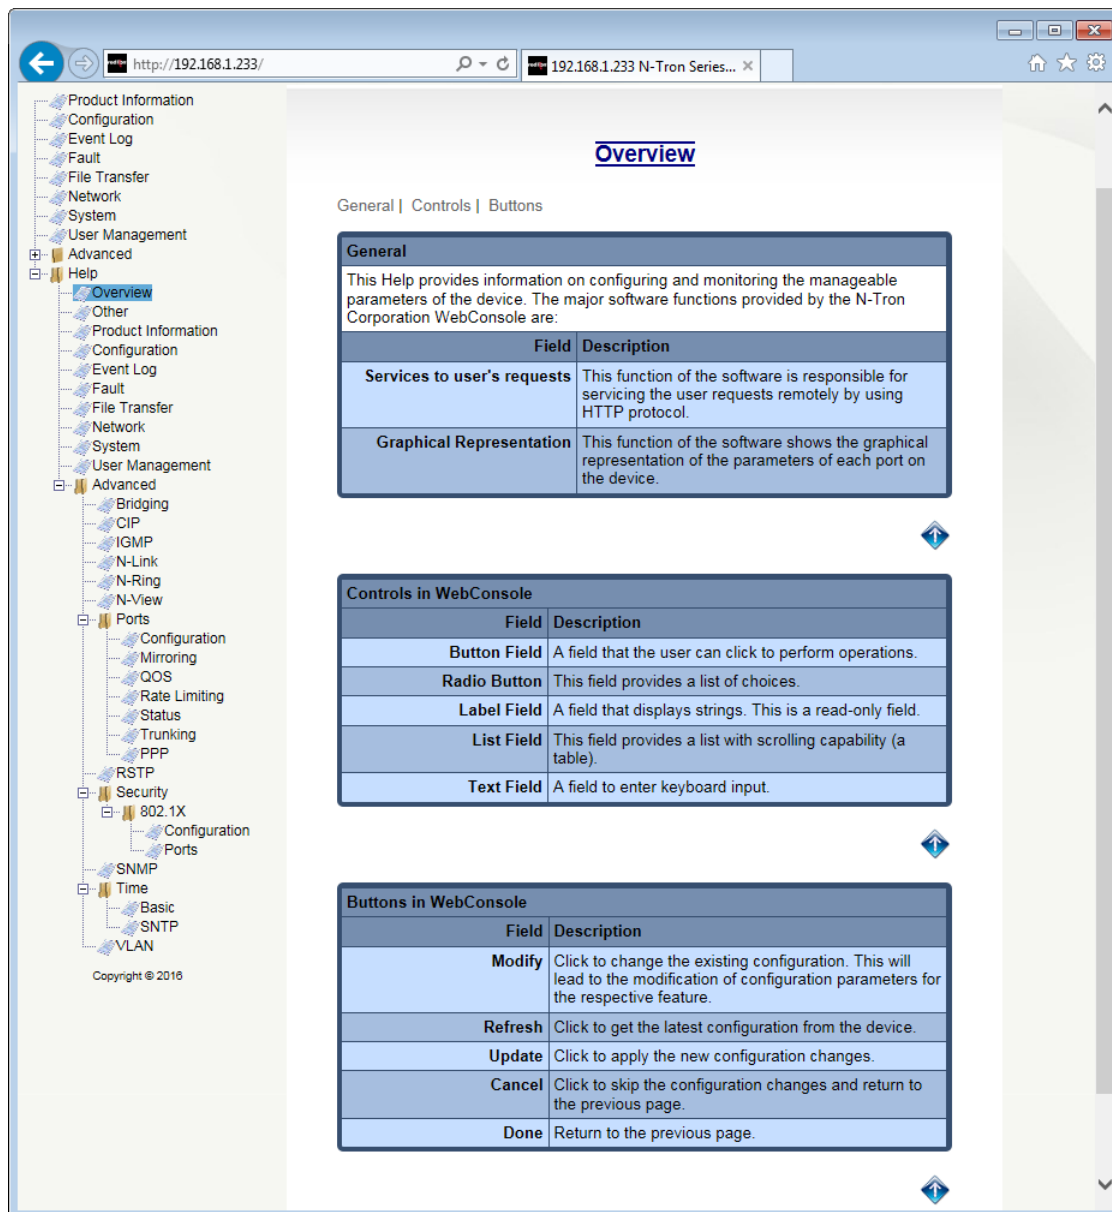 http://192.168.1.233/
192.168.1.233 N-Tron Series...
Product Information
Configuration
Event Log
Fault
File Transfer
Network
System
User Management
Advanced
Help
Overview
Other
Product Information
Configuration
Event Log
Fault
File Transfer
Network
System
User Management
Advanced
Bridging
CIP
IGMP
N-Link
N-Ring
N-View
Ports
Configuration
Mirroring
QOS
Rate Limiting
Status
Trunking
PPP
RSTP
Security
802.1X
Configuration
Ports
SNMP
Time
Basic
SNTP
VLAN
Copyright © 2016
Overview
General | Controls | Buttons
General
This Help provides information on configuring and monitoring the manageable
parameters of the device. The major software functions provided by the N-Tron
Corporation WebConsole are:
Field Description
Services to user's requests This function of the software is responsible for
servicing the user requests remotely by using
HTTP protocol.
Graphical Representation This function of the software shows the graphical
representation of the parameters of each port on
the device.
Controls in WebConsole
Field Description
Button Field A field that the user can click to perform operations.
Radio Button This field provides a list of choices.
Label Field A field that displays strings. This is a read-only field.
List Field This field provides a list with scrolling capability (a
table).
Text Field A field to enter keyboard input.
Buttons in WebConsole
Field Description
Modify Click to change the existing configuration. This will
lead to the modification of configuration parameters for
the respective feature.
Refresh Click to get the latest configuration from the device.
Update Click to apply the new configuration changes.
Cancel Click to skip the configuration changes and return to
the previous page.
Done Return to the previous page.